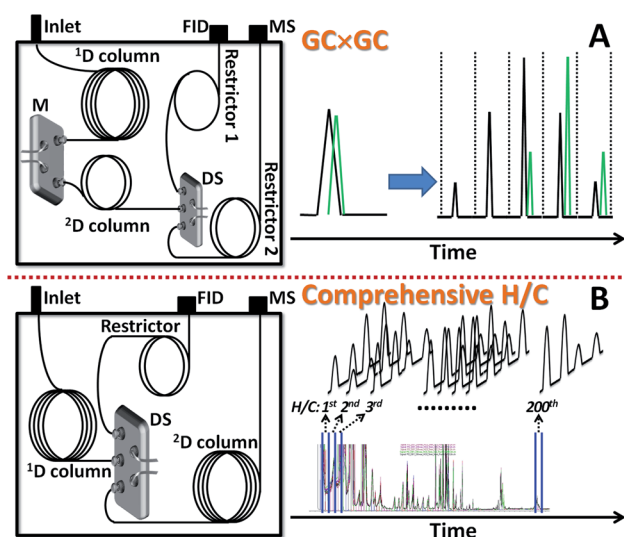 Inlet
FID
MS
GC×GC
A
¹D column
M
Restrictor 1
DS
²D column
Restrictor 2
Time
Inlet
FID
MS
Comprehensive H/C
B
Restrictor
DS
²D column
¹D column
H/C: 1ˢᵗ 2ⁿᵈ 3ʳᵈ
200ᵗʰ
Time